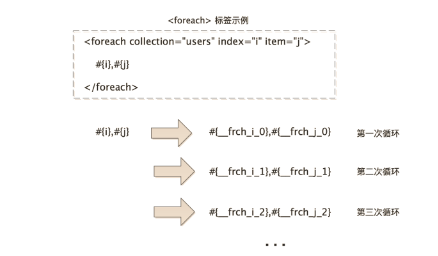 <foreach> 标签示例
<foreach collection="users" index="i" item="j">
#{i},#{j}
</foreach>
#{i},#{j} #{__frch_i_0},#{__frch_j_0} 第一次循环
#{__frch_i_1},#{__frch_j_1} 第二次循环
#{__frch_i_2},#{__frch_j_2} 第三次循环
• • •